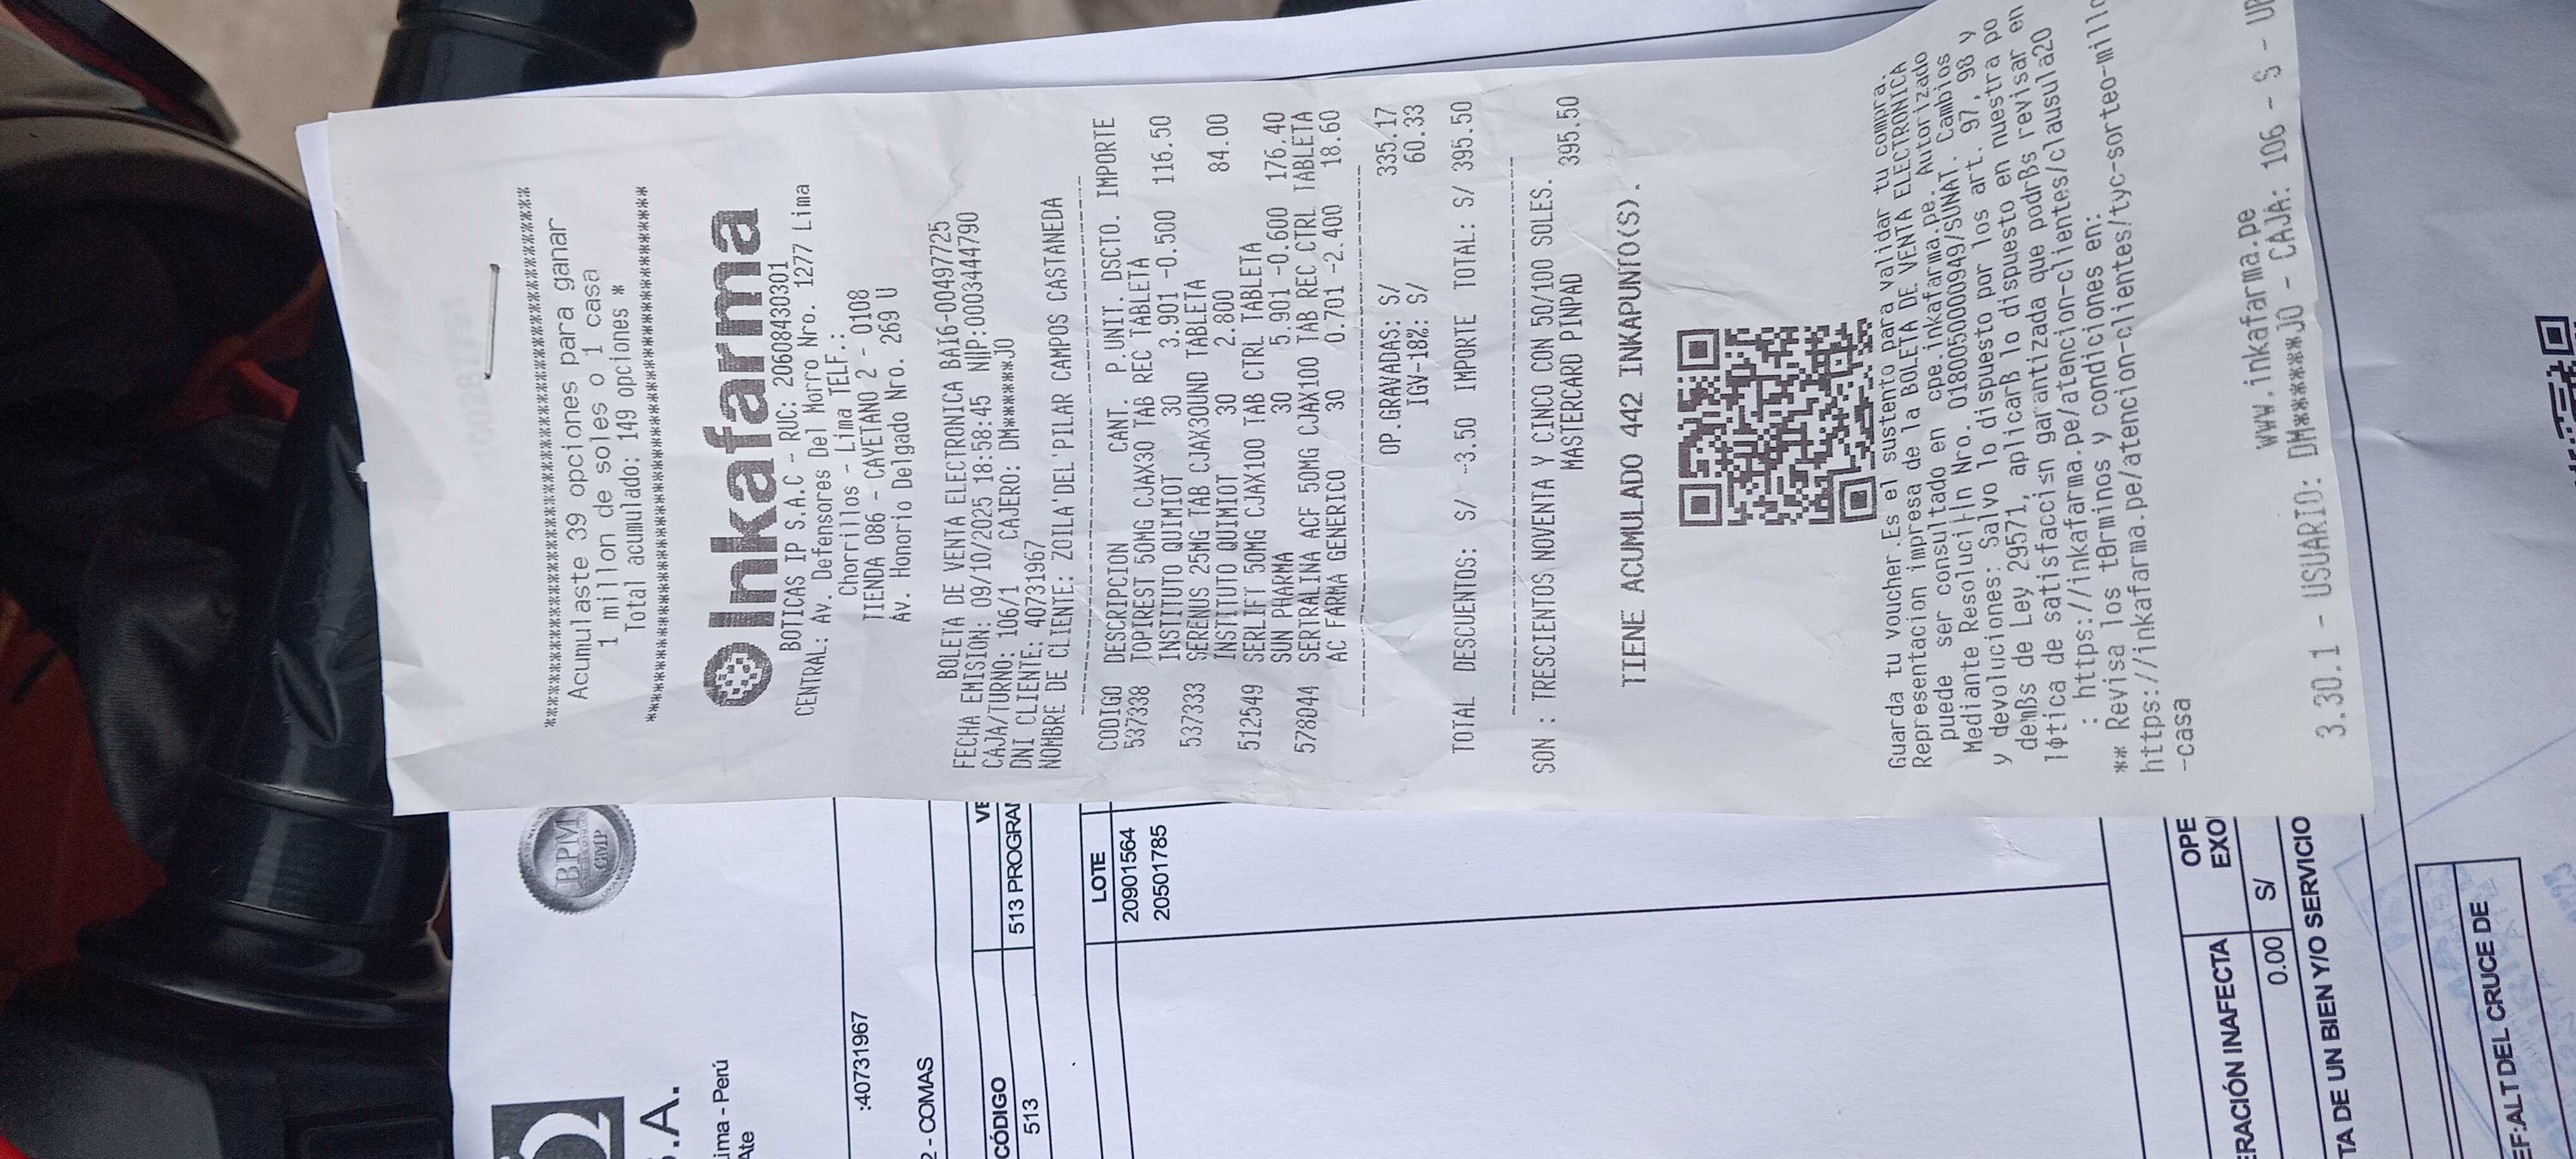 **************************************************
Acumulaste 39 opciones para ganar
1 millon de soles o 1 casa
Total acumulado: 149 opciones *
**************************************************
Inkafarma
BOTICAS IP S.A.C - RUC: 20608430301
CENTRAL: Av. Defensores Del Morro Nro. 1277 Lima
Chorrillos - Lima TELF.:
TIENDA 086 - CAYETANO 2 - 0108
Av. Honorio Delgado Nro. 269 U
BOLETA DE VENTA ELECTRONICA BAI6-00497725
FECHA EMISION: 09/10/2025 18:58:45 NIIP:0003444790
CAJA/TURNO: 106/1 CAJERO: DM*******JO
DNI CLIENTE: 40731967
NOMBRE DE CLIENTE: ZOILA DEL PILAR CAMPOS CASTANEDA
CODIGO DESCRIPCION CANT. P.UNIT. DSCTO. IMPORTE
537338 TOPIREST 50MG CJAX30 TAB REC TABLETA
INSTITUTO QUIMIOT 30 3.901 -0.500 116.50
537333 SERENUS 25MG TAB CJAX30UND TABLETA
INSTITUTO QUIMIOT 30 2.800 84.00
512549 SERLIFT 50MG CJAX100 TAB CTRL TABLETA
SUN PHARMA 30 5.901 -0.600 176.40
578044 SERTRALINA ACF 50MG CJAX100 TAB REC CTRL TABLETA
AC FARMA GENERICO 30 0.701 -2.400 18.60
OP.GRAVADAS: S/ 335.17
IGV-18%: S/ 60.33
TOTAL DESCUENTOS: S/ -3.50 IMPORTE TOTAL: S/ 395.50
SON : TRESCIENTOS NOVENTA Y CINCO CON 50/100 SOLES.
MASTERCARD PINPAD 395.50
TIENE ACUMULADO 442 INKAPUNTO(S).
Guarda tu voucher.Es el sustento para validar tu compra.
Representacion impresa de la BOLETA DE VENTA ELECTRONICA
puede ser consultado en cpe.inkafarma.pe. Autorizado
Mediante Resoluci|n Nro. 0180050000949/SUNAT. Cambios
y devoluciones: Salvo lo dispuesto por los art. 97, 98 y
demßs de Ley 29571, aplicarß lo dispuesto en nuestra po
lφtica de satisfacci≤n garantizada que podrßs revisar en
: https://inkafarma.pe/atencion-clientes/clausula20
** Revisa los tΘrminos y condiciones en:
https://inkafarma.pe/atencion-clientes/tyc-sorteo-millo
-casa
www.inkafarma.pe
3.30.1 - USUARIO: DM*******JO - CAJA: 106 - S - UP
BPM
GMP
S.A.
Lima - Perú
Ate
:40731967
2 - COMAS
CÓDIGO
513
513 PROGRA
VE
LOTE
20901564
20501785
ERACIÓN INAFECTA
0.00
OPE
EXO
S/
TA DE UN BIEN Y/O SERVICIO
EF:ALT DEL CRUCE DE